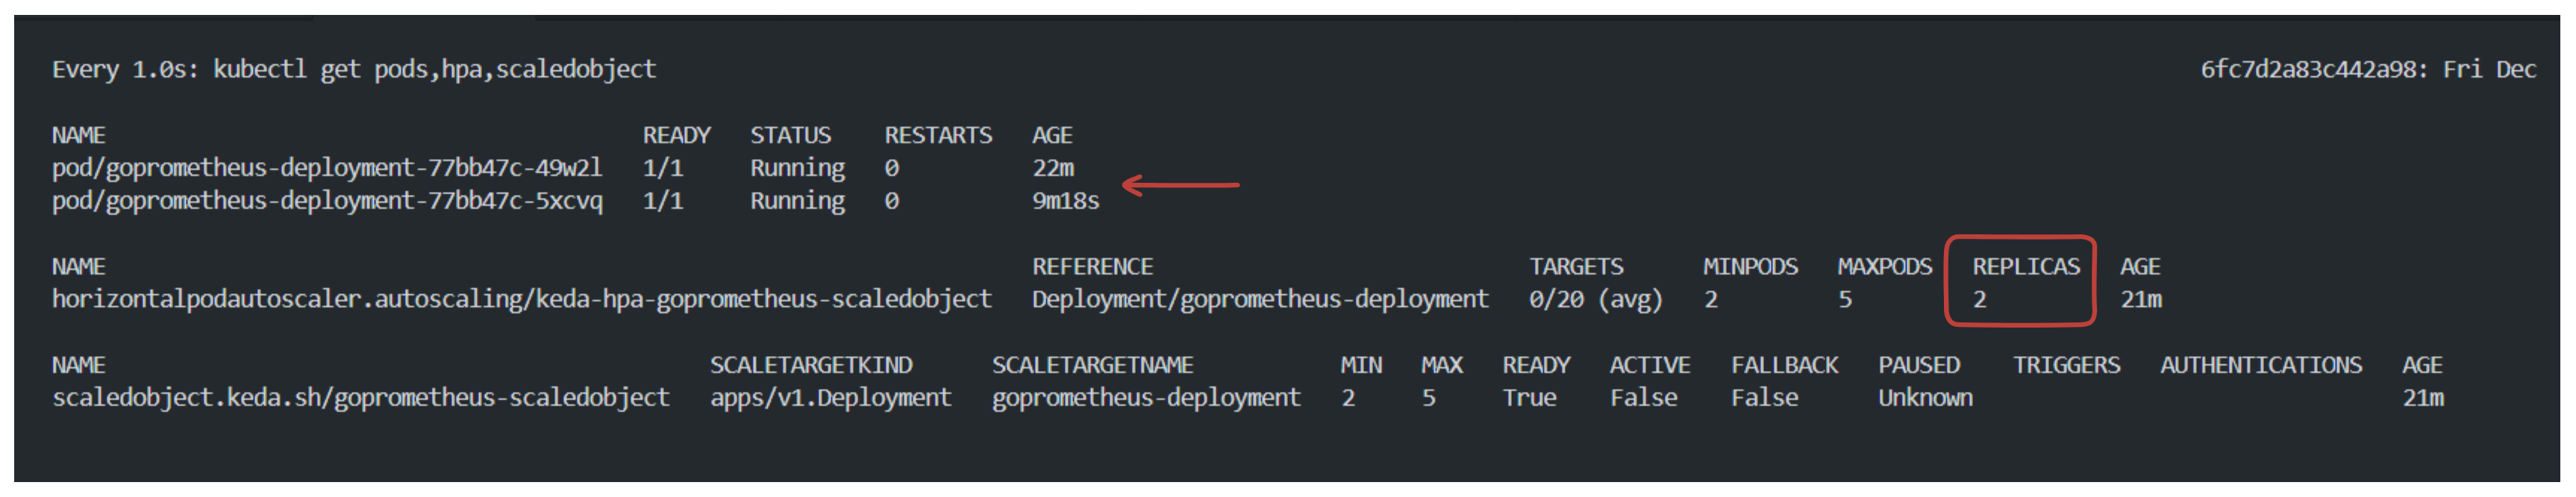 Every 1.0s: kubectl get pods,hpa,scaledobject 6fc7d2a83c442a98: Fri Dec
NAME READY STATUS RESTARTS AGE
pod/goprometheus-deployment-77bb47c-49w2l 1/1 Running 0 22m
pod/goprometheus-deployment-77bb47c-5xcvq 1/1 Running 0 9m18s
NAME REFERENCE TARGETS MINPODS MAXPODS REPLICAS AGE
horizontalpodautoscaler.autoscaling/keda-hpa-goprometheus-scaledobject Deployment/goprometheus-deployment 0/20 (avg) 2 5 2 21m
NAME SCALETARGETKIND SCALETARGETNAME MIN MAX READY ACTIVE FALLBACK PAUSED TRIGGERS AUTHENTICATIONS AGE
scaledobject.keda.sh/goprometheus-scaledobject apps/v1.Deployment goprometheus-deployment 2 5 True False False Unknown 21m